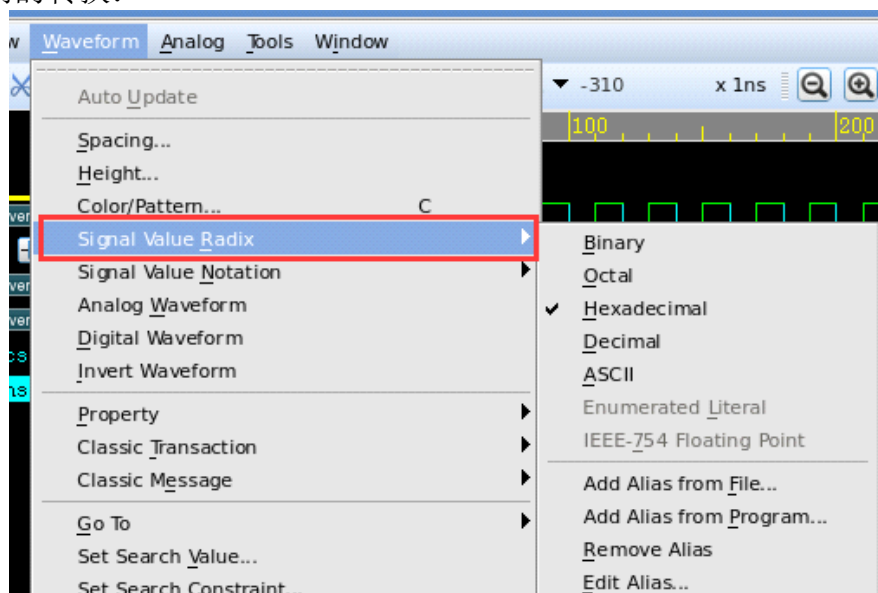 w Waveform Analog Tools Window
Auto Update
-310 x 1ns
Spacing...
100 200
Height...
Color/Pattern... C
Signal Value Radix
Binary
Signal Value Notation
Octal
Analog Waveform
Hexadecimal
Digital Waveform
Decimal
Invert Waveform
ASCII
Property
Enumerated Literal
Classic Transaction
IEEE-754 Floating Point
Classic Message
Add Alias from File...
Go To
Add Alias from Program...
Set Search Value...
Remove Alias
Set Search Constraint...
Edit Alias...